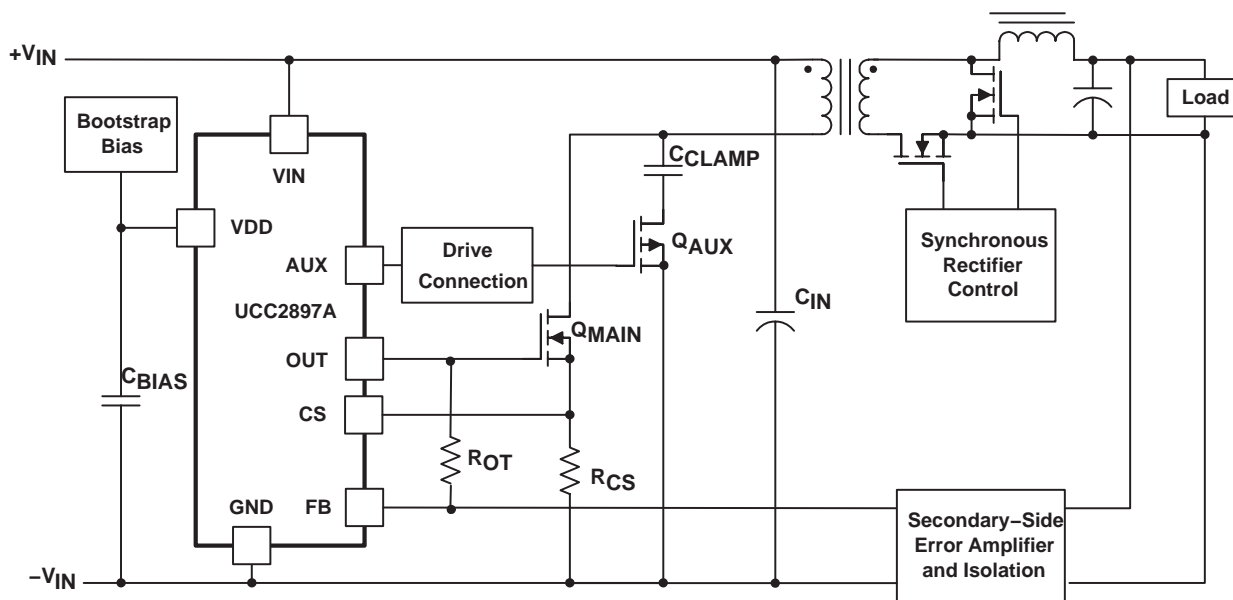 +VIN
Bootstrap
Bias
VIN
VDD
AUX
UCC2897A
OUT
CS
FB
GND
CBIAS
Drive
Connection
CCLAMP
QAUX
QMAIN
ROT
RCS
CIN
Synchronous
Rectifier
Control
Load
Secondary−Side
Error Amplifier
and Isolation
−VIN